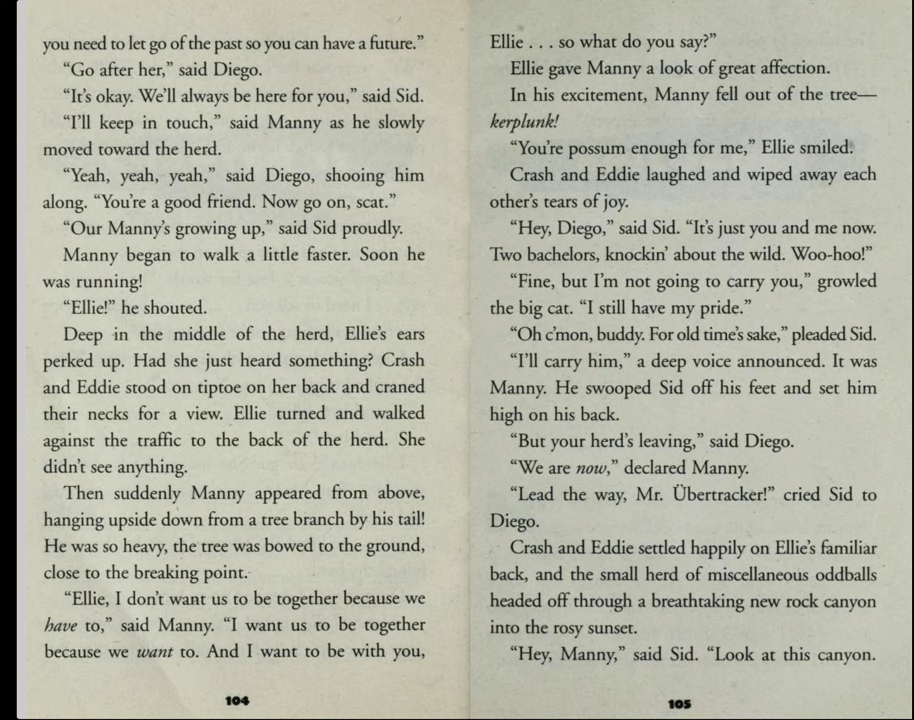 you need to let go of the past so you can have a future.”
“Go after her,” said Diego.
“It’s okay. We’ll always be here for you,” said Sid.
“I’ll keep in touch,” said Manny as he slowly
moved toward the herd.
“Yeah, yeah, yeah,” said Diego, shooing him
along. “You’re a good friend. Now go on, scat.”
“Our Manny’s growing up,” said Sid proudly.
Manny began to walk a little faster. Soon he
was running!
“Ellie!” he shouted.
Deep in the middle of the herd, Ellie’s ears
perked up. Had she just heard something? Crash
and Eddie stood on tiptoe on her back and craned
their necks for a view. Ellie turned and walked
against the traffic to the back of the herd. She
didn’t see anything.
Then suddenly Manny appeared from above,
hanging upside down from a tree branch by his tail!
He was so heavy, the tree was bowed to the ground,
close to the breaking point.
“Ellie, I don’t want us to be together because we
have to,” said Manny. “I want us to be together
because we want to. And I want to be with you,
104
Ellie . . . so what do you say?”
Ellie gave Manny a look of great affection.
In his excitement, Manny fell out of the tree—
kerplunk!
“You’re possum enough for me,” Ellie smiled.
Crash and Eddie laughed and wiped away each
other’s tears of joy.
“Hey, Diego,” said Sid. “It’s just you and me now.
Two bachelors, knockin’ about the wild. Woo-hoo!”
“Fine, but I’m not going to carry you,” growled
the big cat. “I still have my pride.”
“Oh c’mon, buddy. For old time’s sake,” pleaded Sid.
“I’ll carry him,” a deep voice announced. It was
Manny. He swooped Sid off his feet and set him
high on his back.
“But your herd’s leaving,” said Diego.
“We are now,” declared Manny.
“Lead the way, Mr. Übertracker!” cried Sid to
Diego.
Crash and Eddie settled happily on Ellie’s familiar
back, and the small herd of miscellaneous oddballs
headed off through a breathtaking new rock canyon
into the rosy sunset.
“Hey, Manny,” said Sid. “Look at this canyon.
105